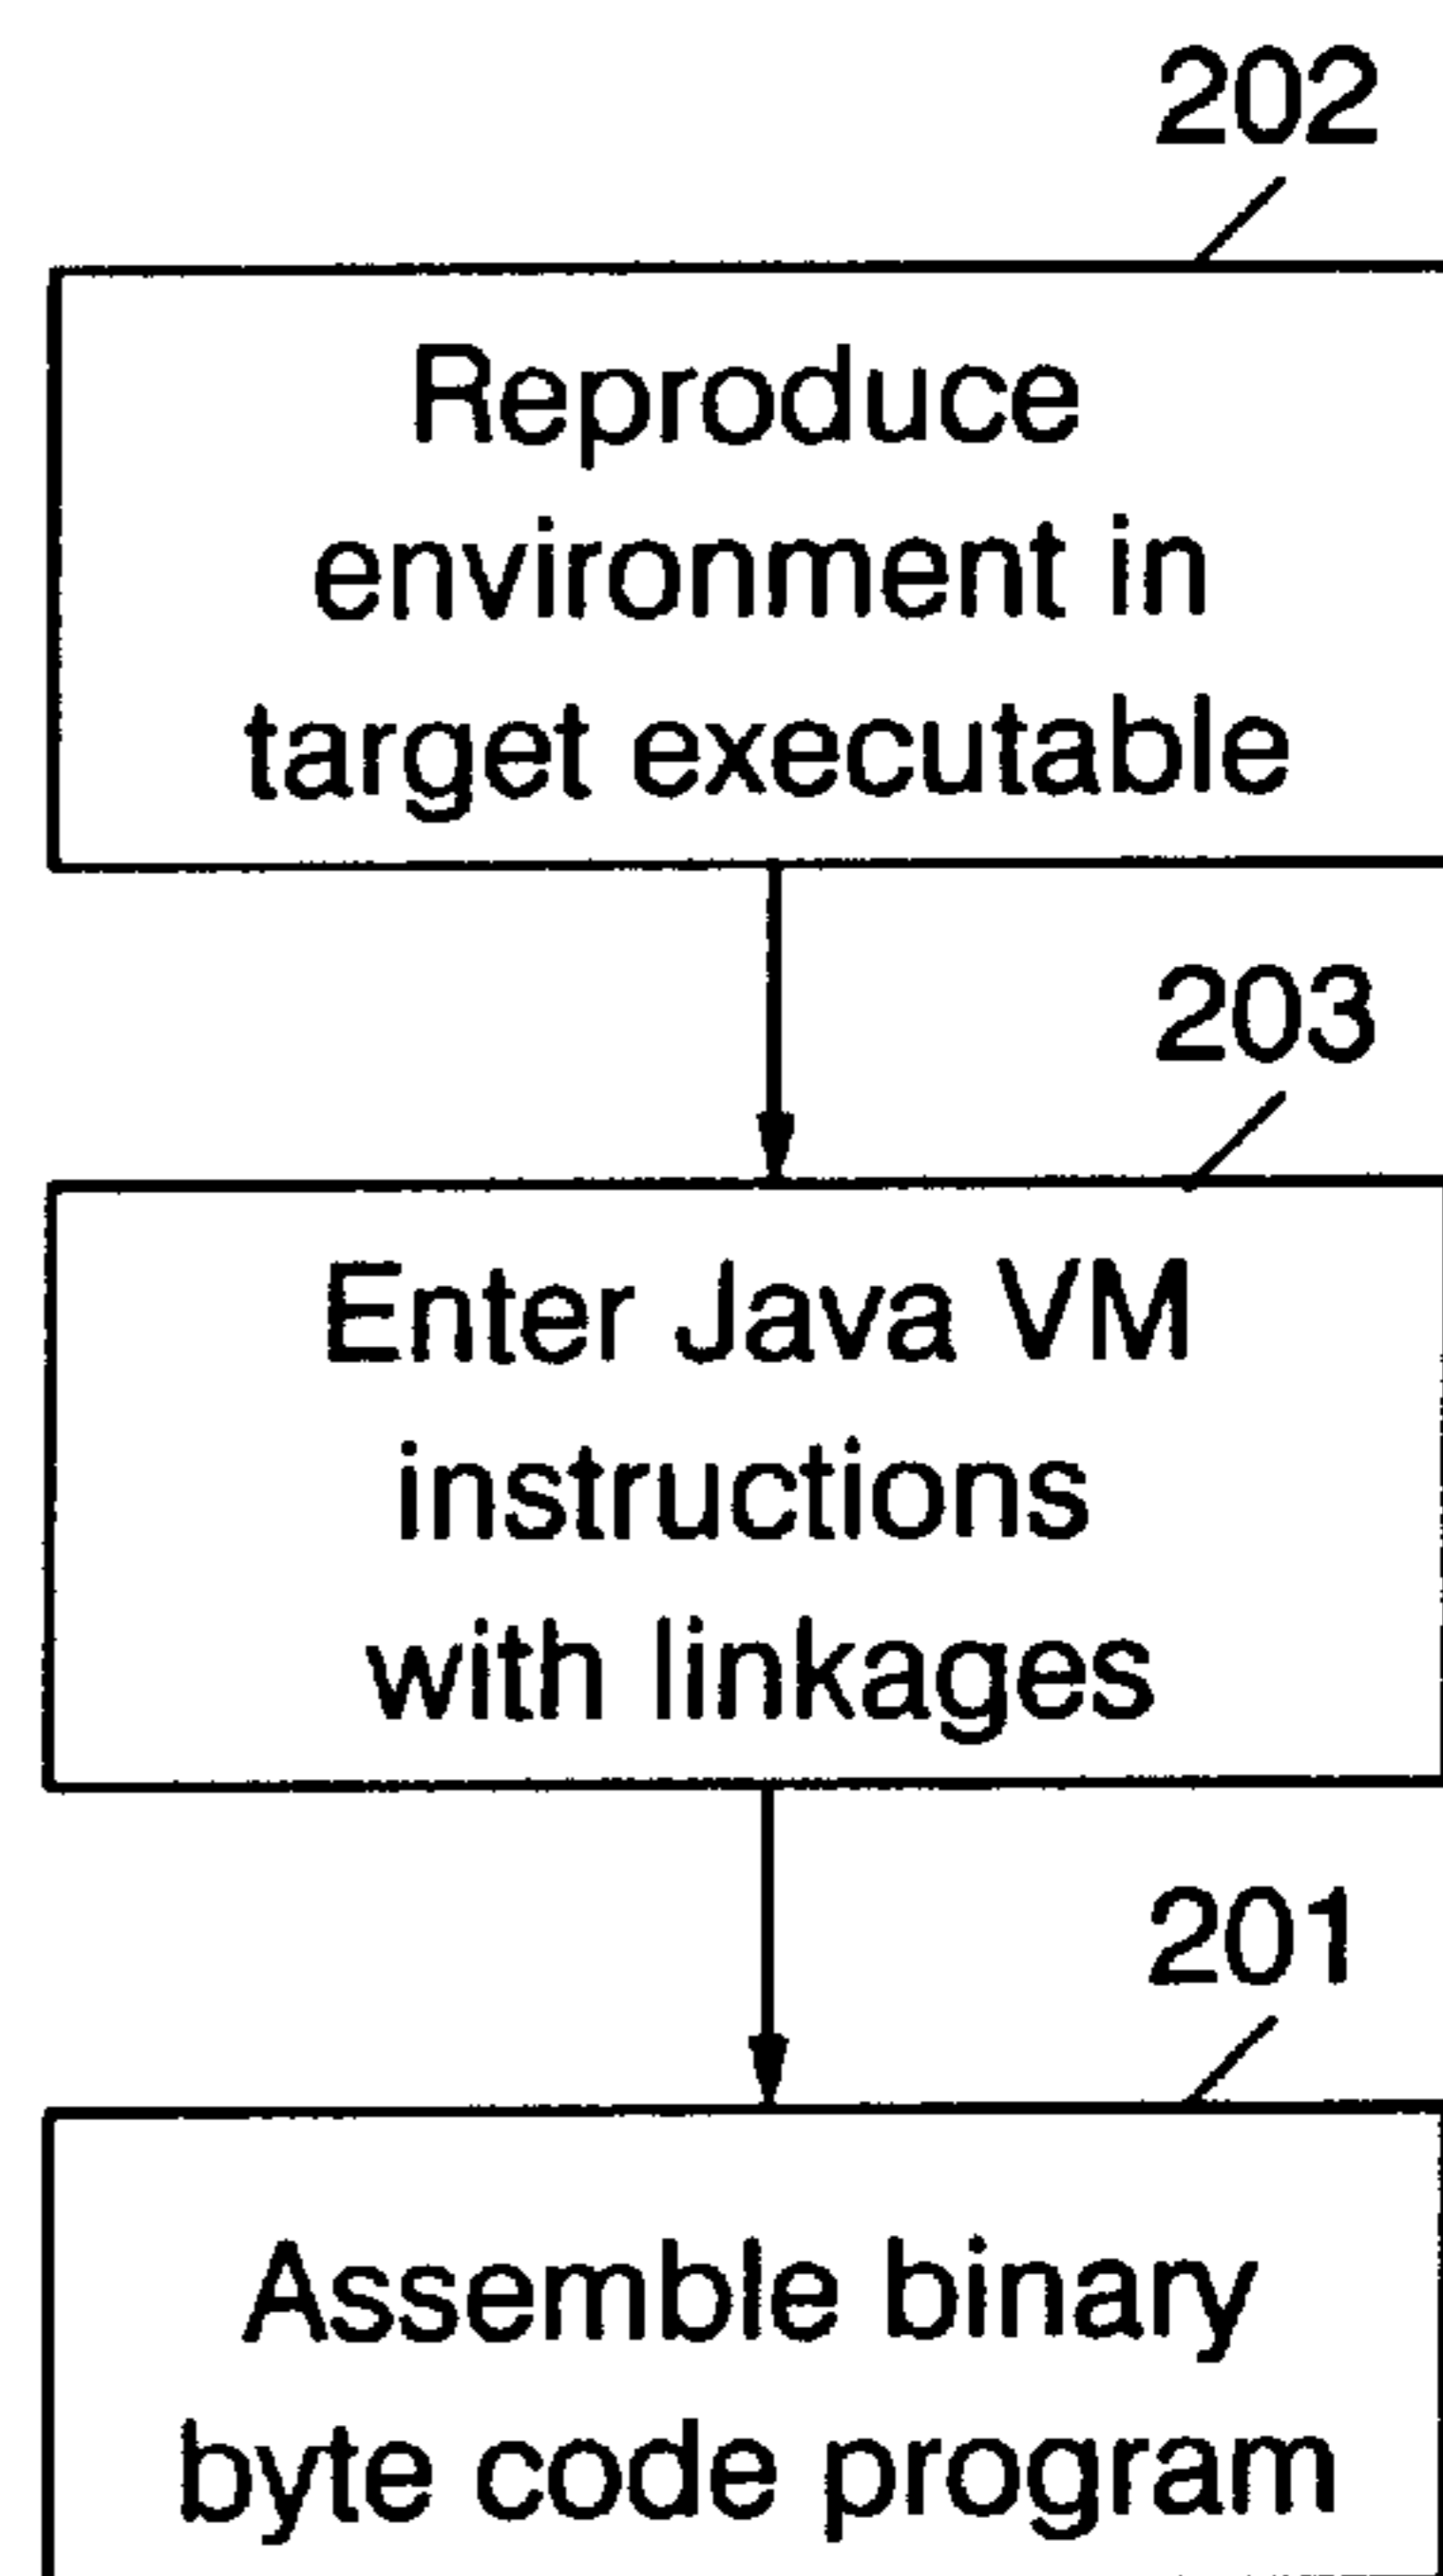 202
Reproduce
environment in
target executable
203
Enter Java VM
instructions
with linkages
201
Assemble binary
byte code program